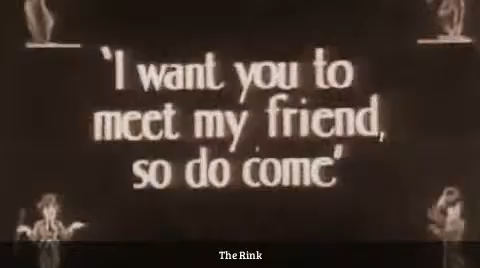 'I want you to
meet my friend,
so do come'
The Rink